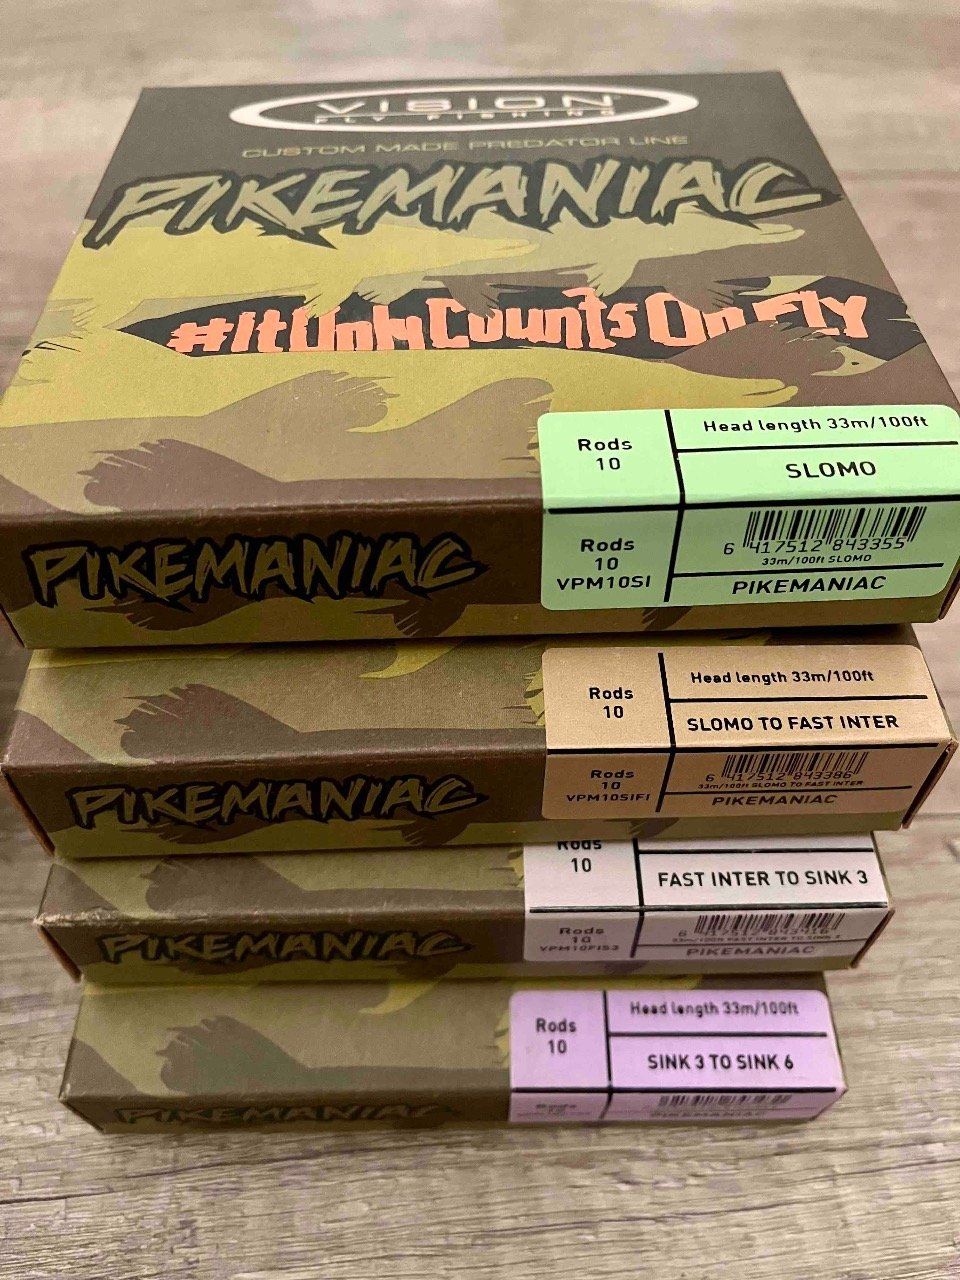 VISION
FLY FISHING
CUSTOM MADE PREDATOR LINE
PIKEMANIAC
#ItOnlyCountsOnFLY
Rods
10
Head length 33m/100ft
SLOMO
PIKEMANIAC
Rods
10
VPM10SI
6 417512 843355
33m/100ft SLOMO
PIKEMANIAC
Rods
10
Head length 33m/100ft
SLOMO TO FAST INTER
PIKEMANIAC
Rods
10
VPM10SIFI
6 417512 843386
33m/100ft SLOMO TO FAST INTER
PIKEMANIAC
Rods
10
FAST INTER TO SINK 3
PIKEMANIAC
Rods
10
VPM10FIS3
PIKEMANIAC
Rods
10
Head length 33m/100ft
SINK 3 TO SINK 6
PIKEMANIAC
PIKEMANIAC